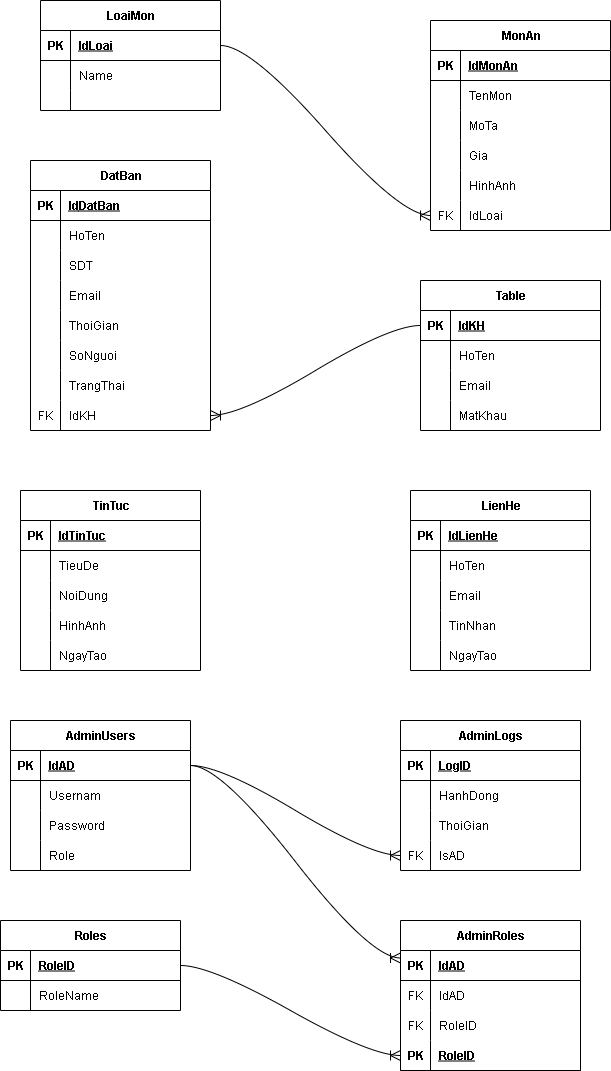 LoaiMon
PK IdLoai
Name
MonAn
PK IdMonAn
TenMon
MoTa
Gia
HinhAnh
FK IdLoai
DatBan
PK IdDatBan
HoTen
SDT
Email
ThoiGian
SoNguoi
TrangThai
FK IdKH
Table
PK IdKH
HoTen
Email
MatKhau
TinTuc
PK IdTinTuc
TieuDe
NoiDung
HinhAnh
NgayTao
LienHe
PK IdLienHe
HoTen
Email
TinNhan
NgayTao
AdminUsers
PK IdAD
Usernam
Password
Role
AdminLogs
PK LogID
HanhDong
ThoiGian
FK IsAD
Roles
PK RoleID
RoleName
AdminRoles
PK IdAD
FK IdAD
FK RoleID
PK RoleID